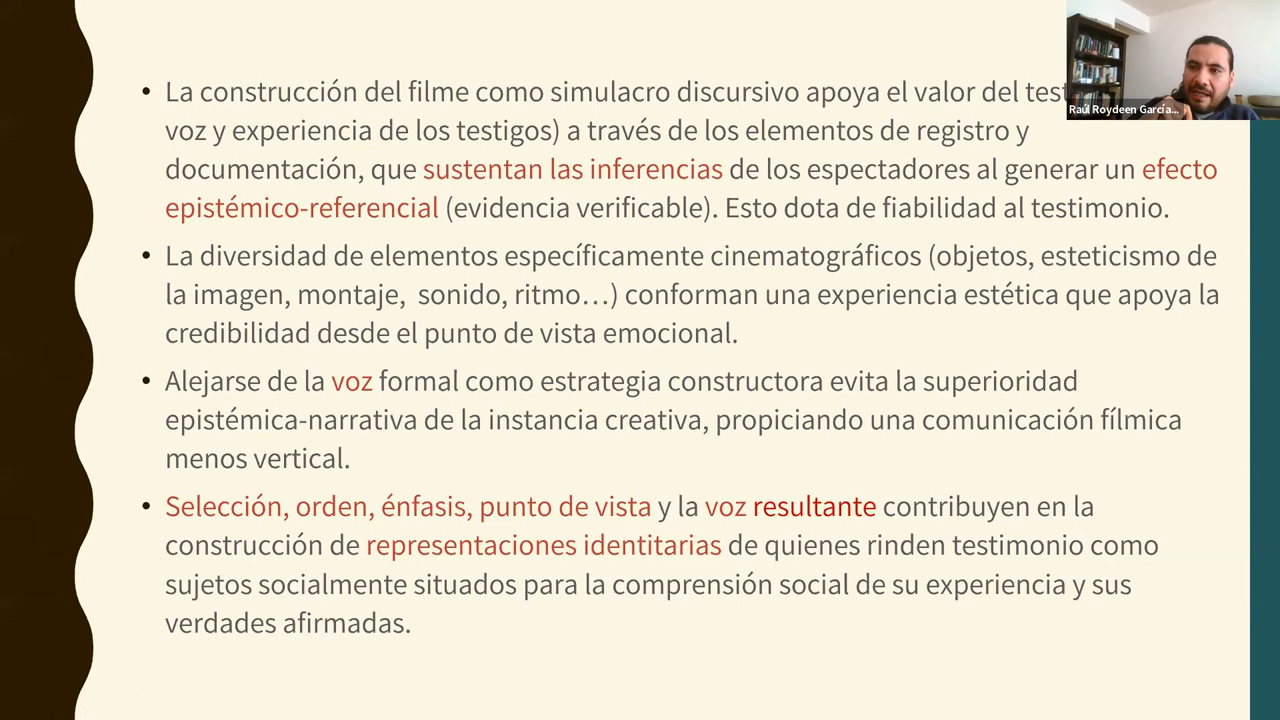 • La construcción del filme como simulacro discursivo apoya el valor del
voz y experiencia de los testigos) a través de los elementos de registro y
documentación, que sustentan las inferencias de los espectadores al generar un efecto
epistémico-referencial (evidencia verificable). Esto dota de fiabilidad al testimonio.
• La diversidad de elementos específicamente cinematográficos (objetos, esteticismo de
la imagen, montaje, sonido, ritmo…) conforman una experiencia estética que apoya la
credibilidad desde el punto de vista emocional.
• Alejarse de la voz formal como estrategia constructora evita la superioridad
epistémica-narrativa de la instancia creativa, propiciando una comunicación fílmica
menos vertical.
• Selección, orden, énfasis, punto de vista y la voz resultante contribuyen en la
construcción de representaciones identitarias de quienes rinden testimonio como
sujetos socialmente situados para la comprensión social de su experiencia y sus
verdades afirmadas.
Raúl Roydeen García...